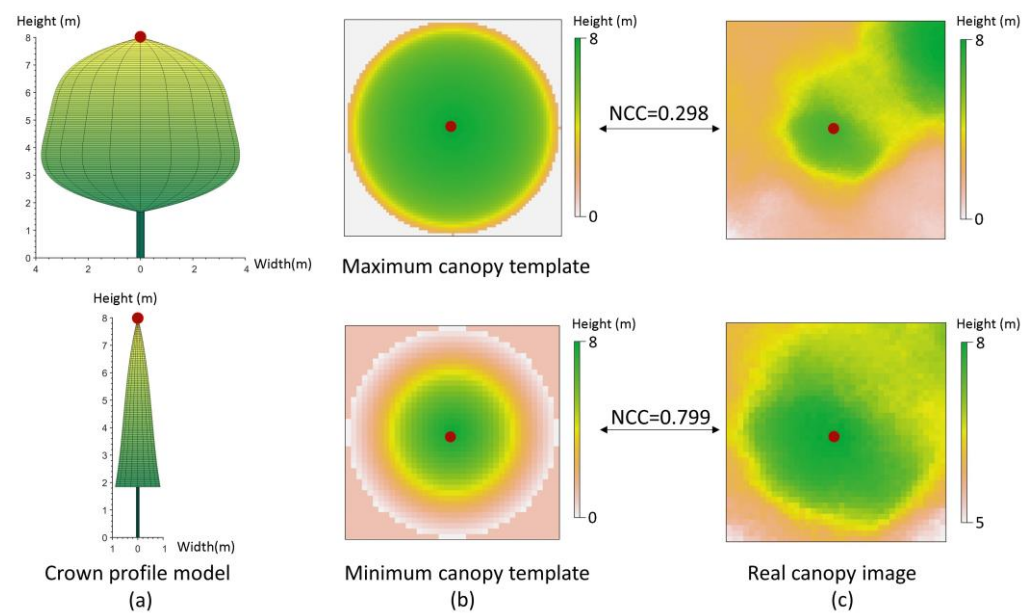 Height (m)
8
7
6
5
4
3
2
1
0
4
2
0
2
4
Width(m)
Height (m)
8
0
Maximum canopy template
NCC=0.298
Height (m)
8
0
Height (m)
8
7
6
5
4
3
2
1
0
1
0
1
Width(m)
Crown profile model
(a)
Height (m)
8
0
Minimum canopy template
(b)
NCC=0.799
Height (m)
8
5
Real canopy image
(c)